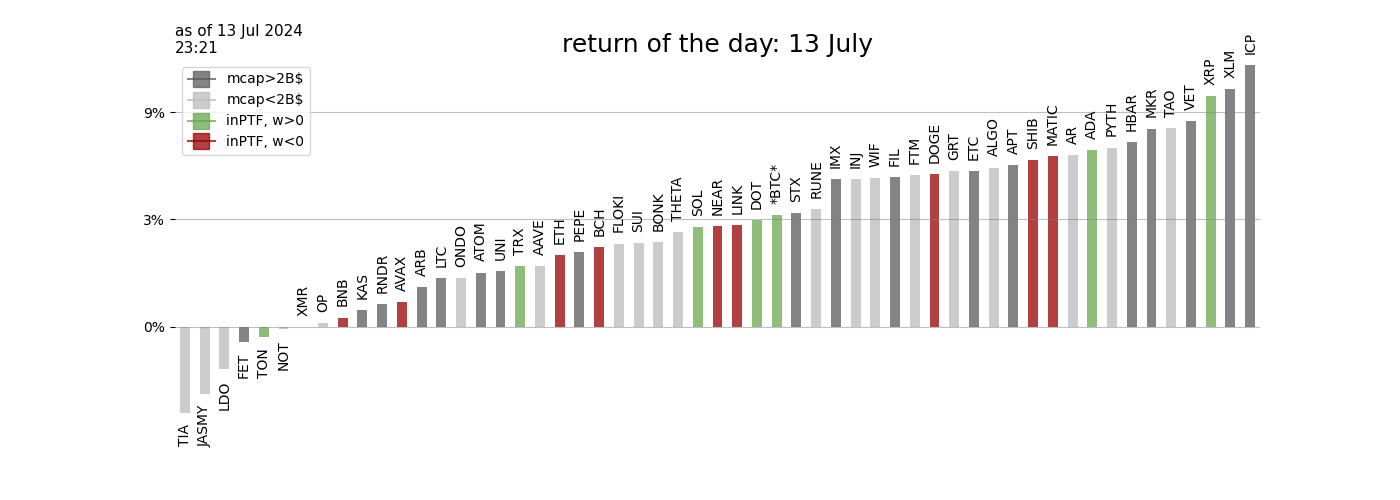 as of 13 Jul 2024
23:21
return of the day: 13 July
mcap>2B$
mcap<2B$
inPTF, w>0
inPTF, w<0
9%
3%
0%
TIA
JASMY
LDO
FET
TON
NOT
XMR
OP
BNB
KAS
RNDR
AVAX
ARB
LTC
ONDO
ATOM
UNI
TRX
AAVE
ETH
PEPE
BCH
FLOKI
SUI
BONK
THETA
SOL
NEAR
LINK
DOT
*BTC*
STX
RUNE
IMX
INJ
WIF
FIL
FTM
DOGE
GRT
ETC
ALGO
APT
SHIB
MATIC
AR
ADA
PYTH
HBAR
MKR
TAO
VET
XRP
XLM
ICP